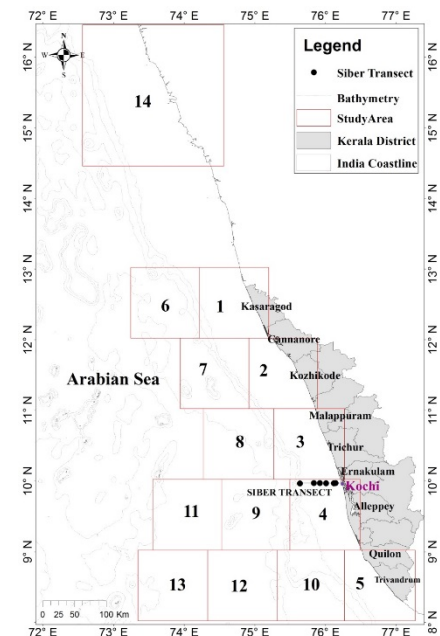 72° E 73° E 74° E 75° E 76° E 77° E
16° N 16° N
15° N 15° N
14° N 14° N
13° N 13° N
12° N 12° N
11° N 11° N
10° N 10° N
9° N 9° N
8° N
N
W E
S
Legend
Siber Transect
Bathymetry
StudyArea
Kerala District
India Coastline
14
6 1 Kasaragod
Cannanore
7 2
Kozhikode
Arabian Sea
Malappuram
8 3
Trichur
Ernakulam
SIBER TRANSECT Kochi
11 9 4 Alleppey
Quilon
13 12 10 5 Trivandrum
0 25 50 100 Km
72° E 73° E 74° E 75° E 76° E 77° E